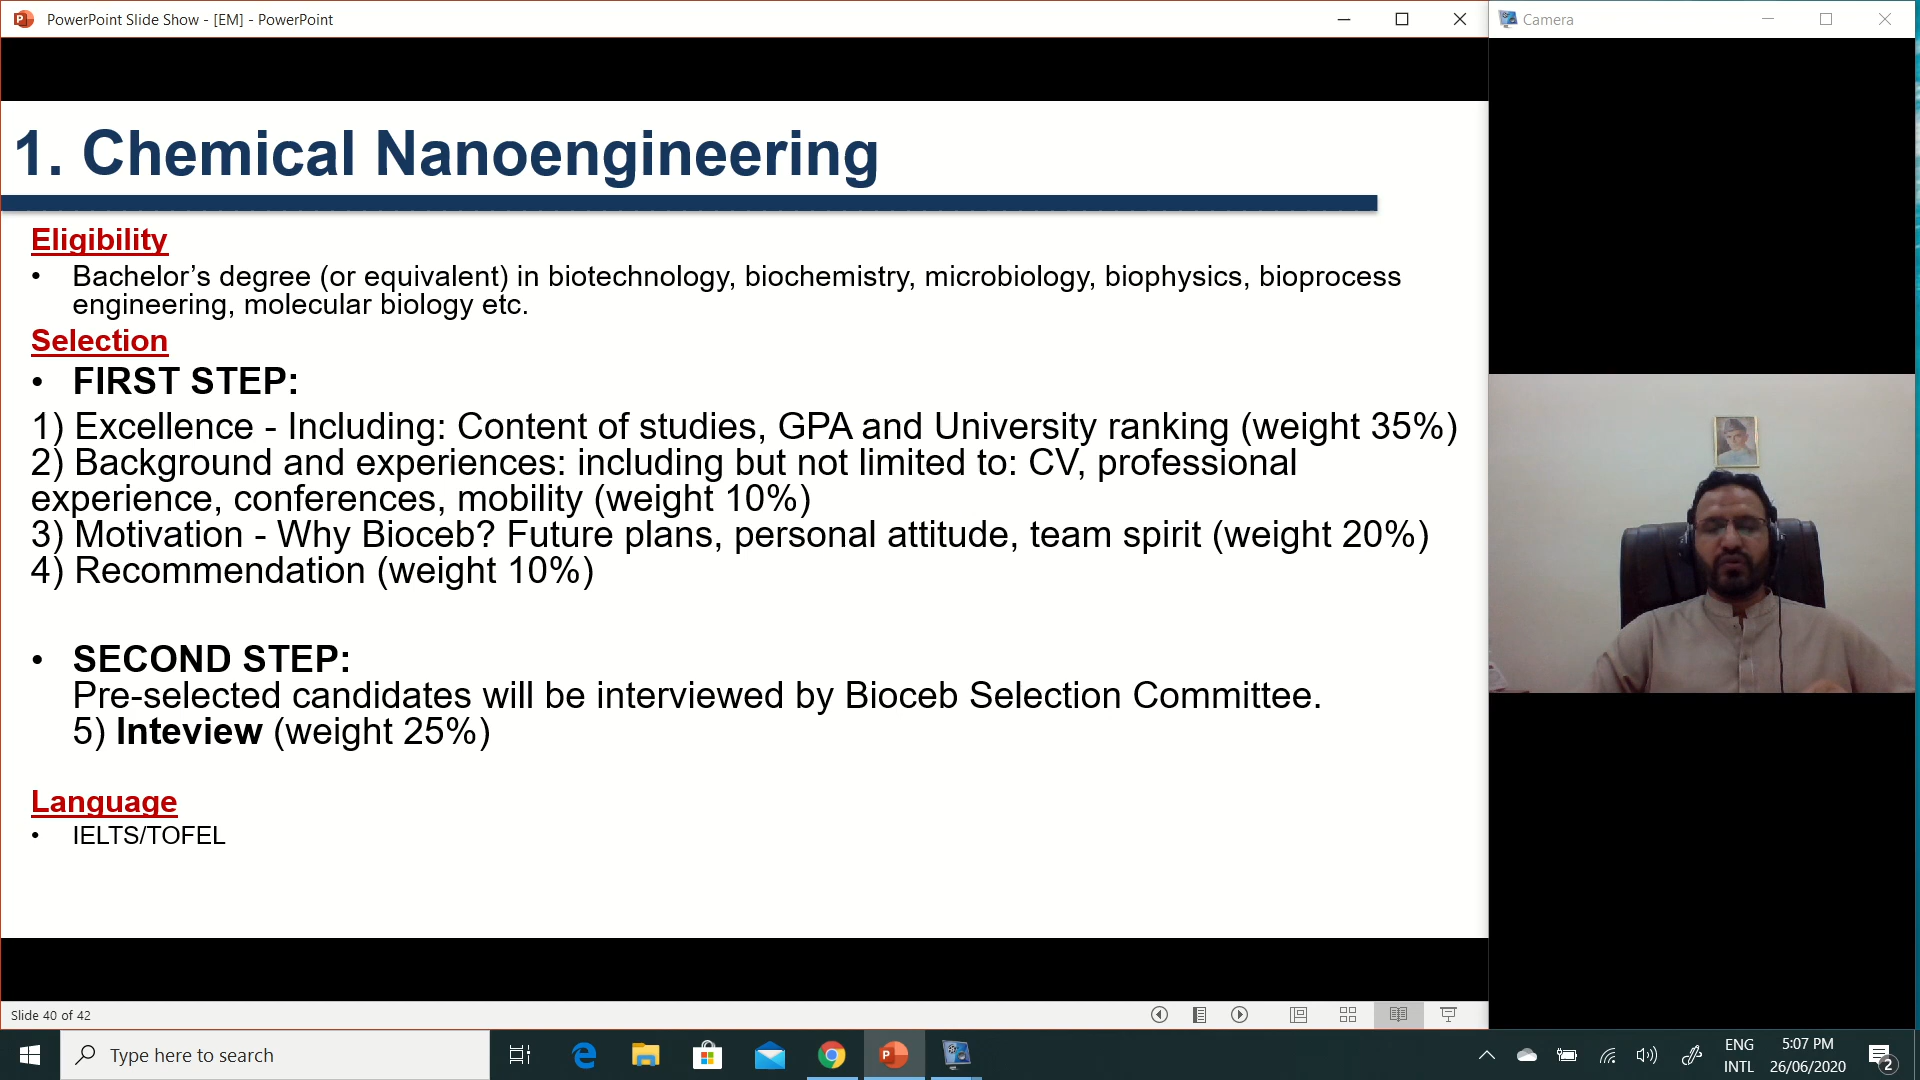 PowerPoint Slide Show - [EM] - PowerPoint
Camera
1. Chemical Nanoengineering
Eligibility
• Bachelor’s degree (or equivalent) in biotechnology, biochemistry, microbiology, biophysics, bioprocess
engineering, molecular biology etc.
Selection
• FIRST STEP:
1) Excellence - Including: Content of studies, GPA and University ranking (weight 35%)
2) Background and experiences: including but not limited to: CV, professional
experience, conferences, mobility (weight 10%)
3) Motivation - Why Bioceb? Future plans, personal attitude, team spirit (weight 20%)
4) Recommendation (weight 10%)
• SECOND STEP:
Pre-selected candidates will be interviewed by Bioceb Selection Committee.
5) Inteview (weight 25%)
Language
• IELTS/TOFEL
Slide 40 of 42
Type here to search
ENG
INTL
5:07 PM
26/06/2020
2